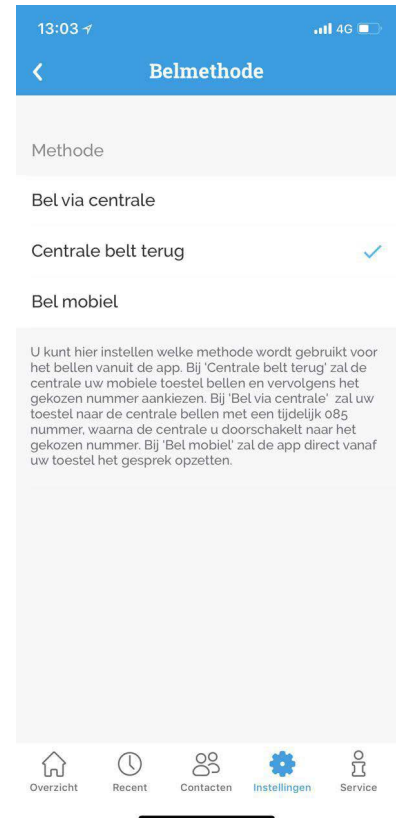 13:03 4G
Belmethode
Methode
Bel via centrale
Centrale belt terug
Bel mobiel
U kunt hier instellen welke methode wordt gebruikt voor
het bellen vanuit de app. Bij 'Centrale belt terug' zal de
centrale uw mobiele toestel bellen en vervolgens het
gekozen nummer aankiezen. Bij 'Bel via centrale' zal uw
toestel naar de centrale bellen met een tijdelijk 085
nummer, waarna de centrale u doorschakelt naar het
gekozen nummer. Bij 'Bel mobiel' zal de app direct vanaf
uw toestel het gesprek opzetten.
Overzicht Recent Contacten Instellingen Service